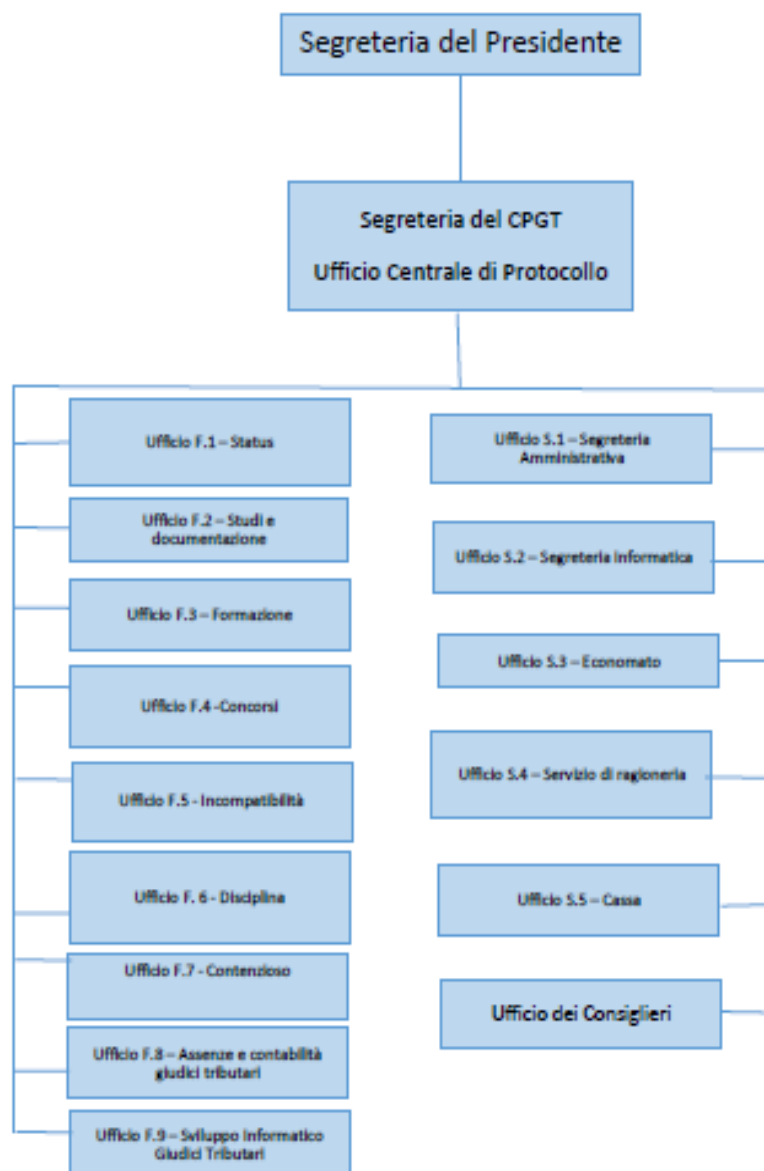 Segreteria del Presidente
Segreteria del CPGT
Ufficio Centrale di Protocollo
Ufficio F.1 – Status
Ufficio F.2 – Studi e
documentazione
Ufficio F.3 – Formazione
Ufficio F.4 -Concorsi
Ufficio F.5 - Incompatibilità
Ufficio F. 6 - Disciplina
Ufficio F.7 - Contenzioso
Ufficio F.8 – Assenze e contabilità
giudici tributari
Ufficio F.9 – Sviluppo Informatico
Giudici Tributari
Ufficio S.1 – Segreteria
Amministrativa
Ufficio S.2 – Segreteria Informatica
Ufficio S.3 – Economato
Ufficio S.4 – Servizio di ragioneria
Ufficio S.5 – Cassa
Ufficio dei Consiglieri